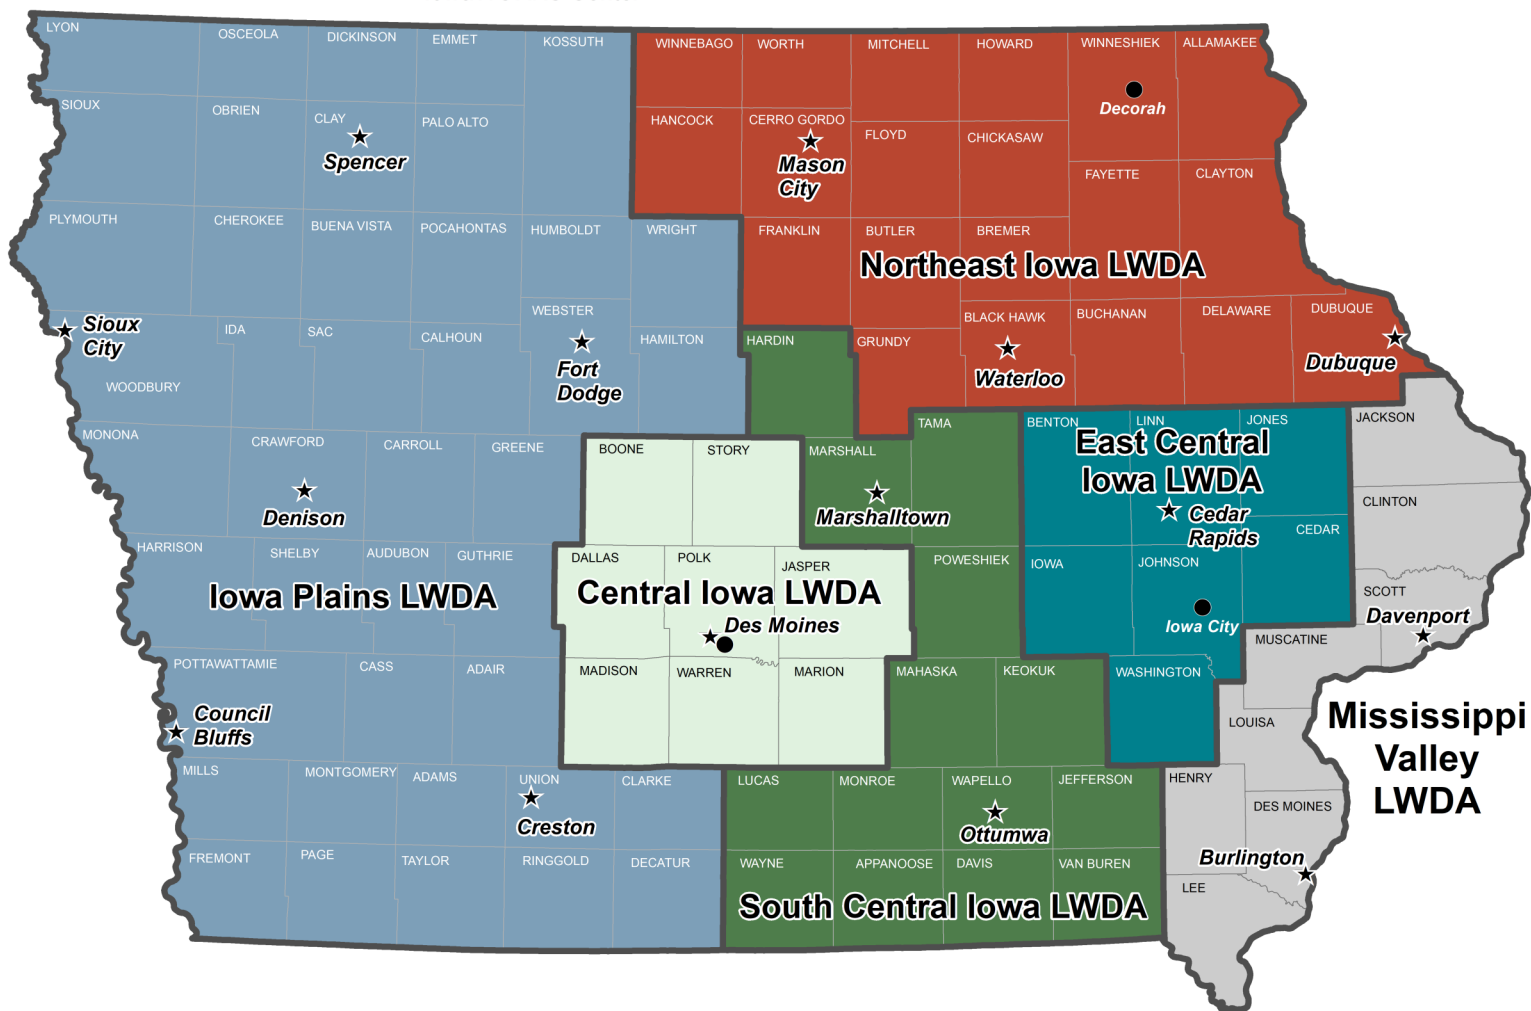 LYON
OSCEOLA
DICKINSON
EMMET
KOSSUTH
WINNEBAGO
WORTH
MITCHELL
HOWARD
WINNESHIEK
ALLAMAKEE
SIOUX
OBRIEN
CLAY
PALO ALTO
HANCOCK
CERRO GORDO
FLOYD
CHICKASAW
Decorah
Spencer
Mason
City
FAYETTE
CLAYTON
PLYMOUTH
CHEROKEE
BUENA VISTA
POCAHONTAS
HUMBOLDT
WRIGHT
FRANKLIN
BUTLER
BREMER
Northeast Iowa LWDA
Sioux
City
IDA
SAC
CALHOUN
WEBSTER
HAMILTON
HARDIN
GRUNDY
BLACK HAWK
BUCHANAN
DELAWARE
DUBUQUE
Fort
Dodge
Waterloo
Dubuque
WOODBURY
MONONA
CRAWFORD
CARROLL
GREENE
BOONE
STORY
MARSHALL
TAMA
BENTON
LINN
JONES
JACKSON
East Central
Iowa LWDA
Denison
Marshalltown
Cedar
Rapids
CEDAR
CLINTON
HARRISON
SHELBY
AUDUBON
GUTHRIE
DALLAS
POLK
JASPER
POWESHIEK
IOWA
JOHNSON
Iowa Plains LWDA
Central Iowa LWDA
Des Moines
Iowa City
SCOTT
Davenport
MUSCATINE
POTTAWATTAMIE
CASS
ADAIR
MADISON
WARREN
MARION
MAHASKA
KEOKUK
WASHINGTON
Council
Bluffs
LOUISA
Mississippi
Valley
LWDA
MILLS
MONTGOMERY
ADAMS
UNION
CLARKE
LUCAS
MONROE
WAPELLO
JEFFERSON
HENRY
DES MOINES
Creston
Ottumwa
Burlington
FREMONT
PAGE
TAYLOR
RINGGOLD
DECATUR
WAYNE
APPANOOSE
DAVIS
VAN BUREN
LEE
South Central Iowa LWDA